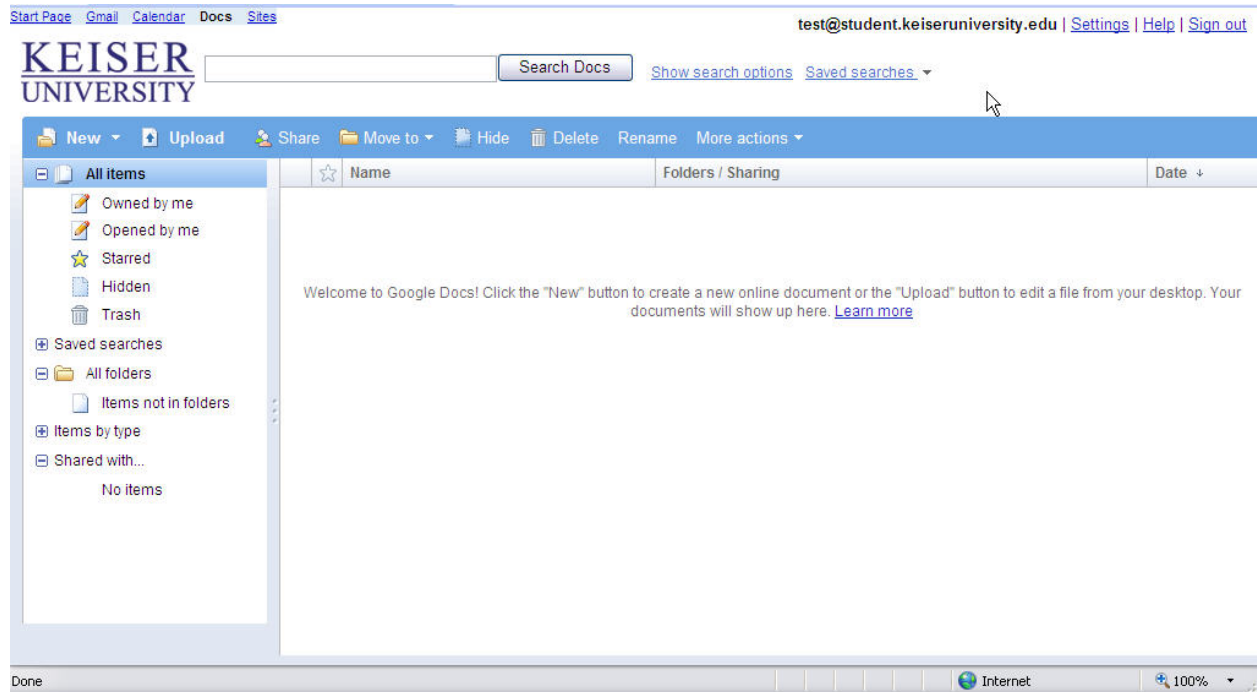 Start Page Gmail Calendar Docs Sites
test@student.keiseruniversity.edu | Settings | Help | Sign out
KEISER
UNIVERSITY
Search Docs Show search options Saved searches
New Upload Share Move to Hide Delete Rename More actions
All items
Name Folders / Sharing Date ↓
Owned by me
Opened by me
Starred
Hidden
Trash
Saved searches
All folders
Items not in folders
Items by type
Shared with...
No items
Welcome to Google Docs! Click the "New" button to create a new online document or the "Upload" button to edit a file from your desktop. Your
documents will show up here. Learn more
Done Internet 100%